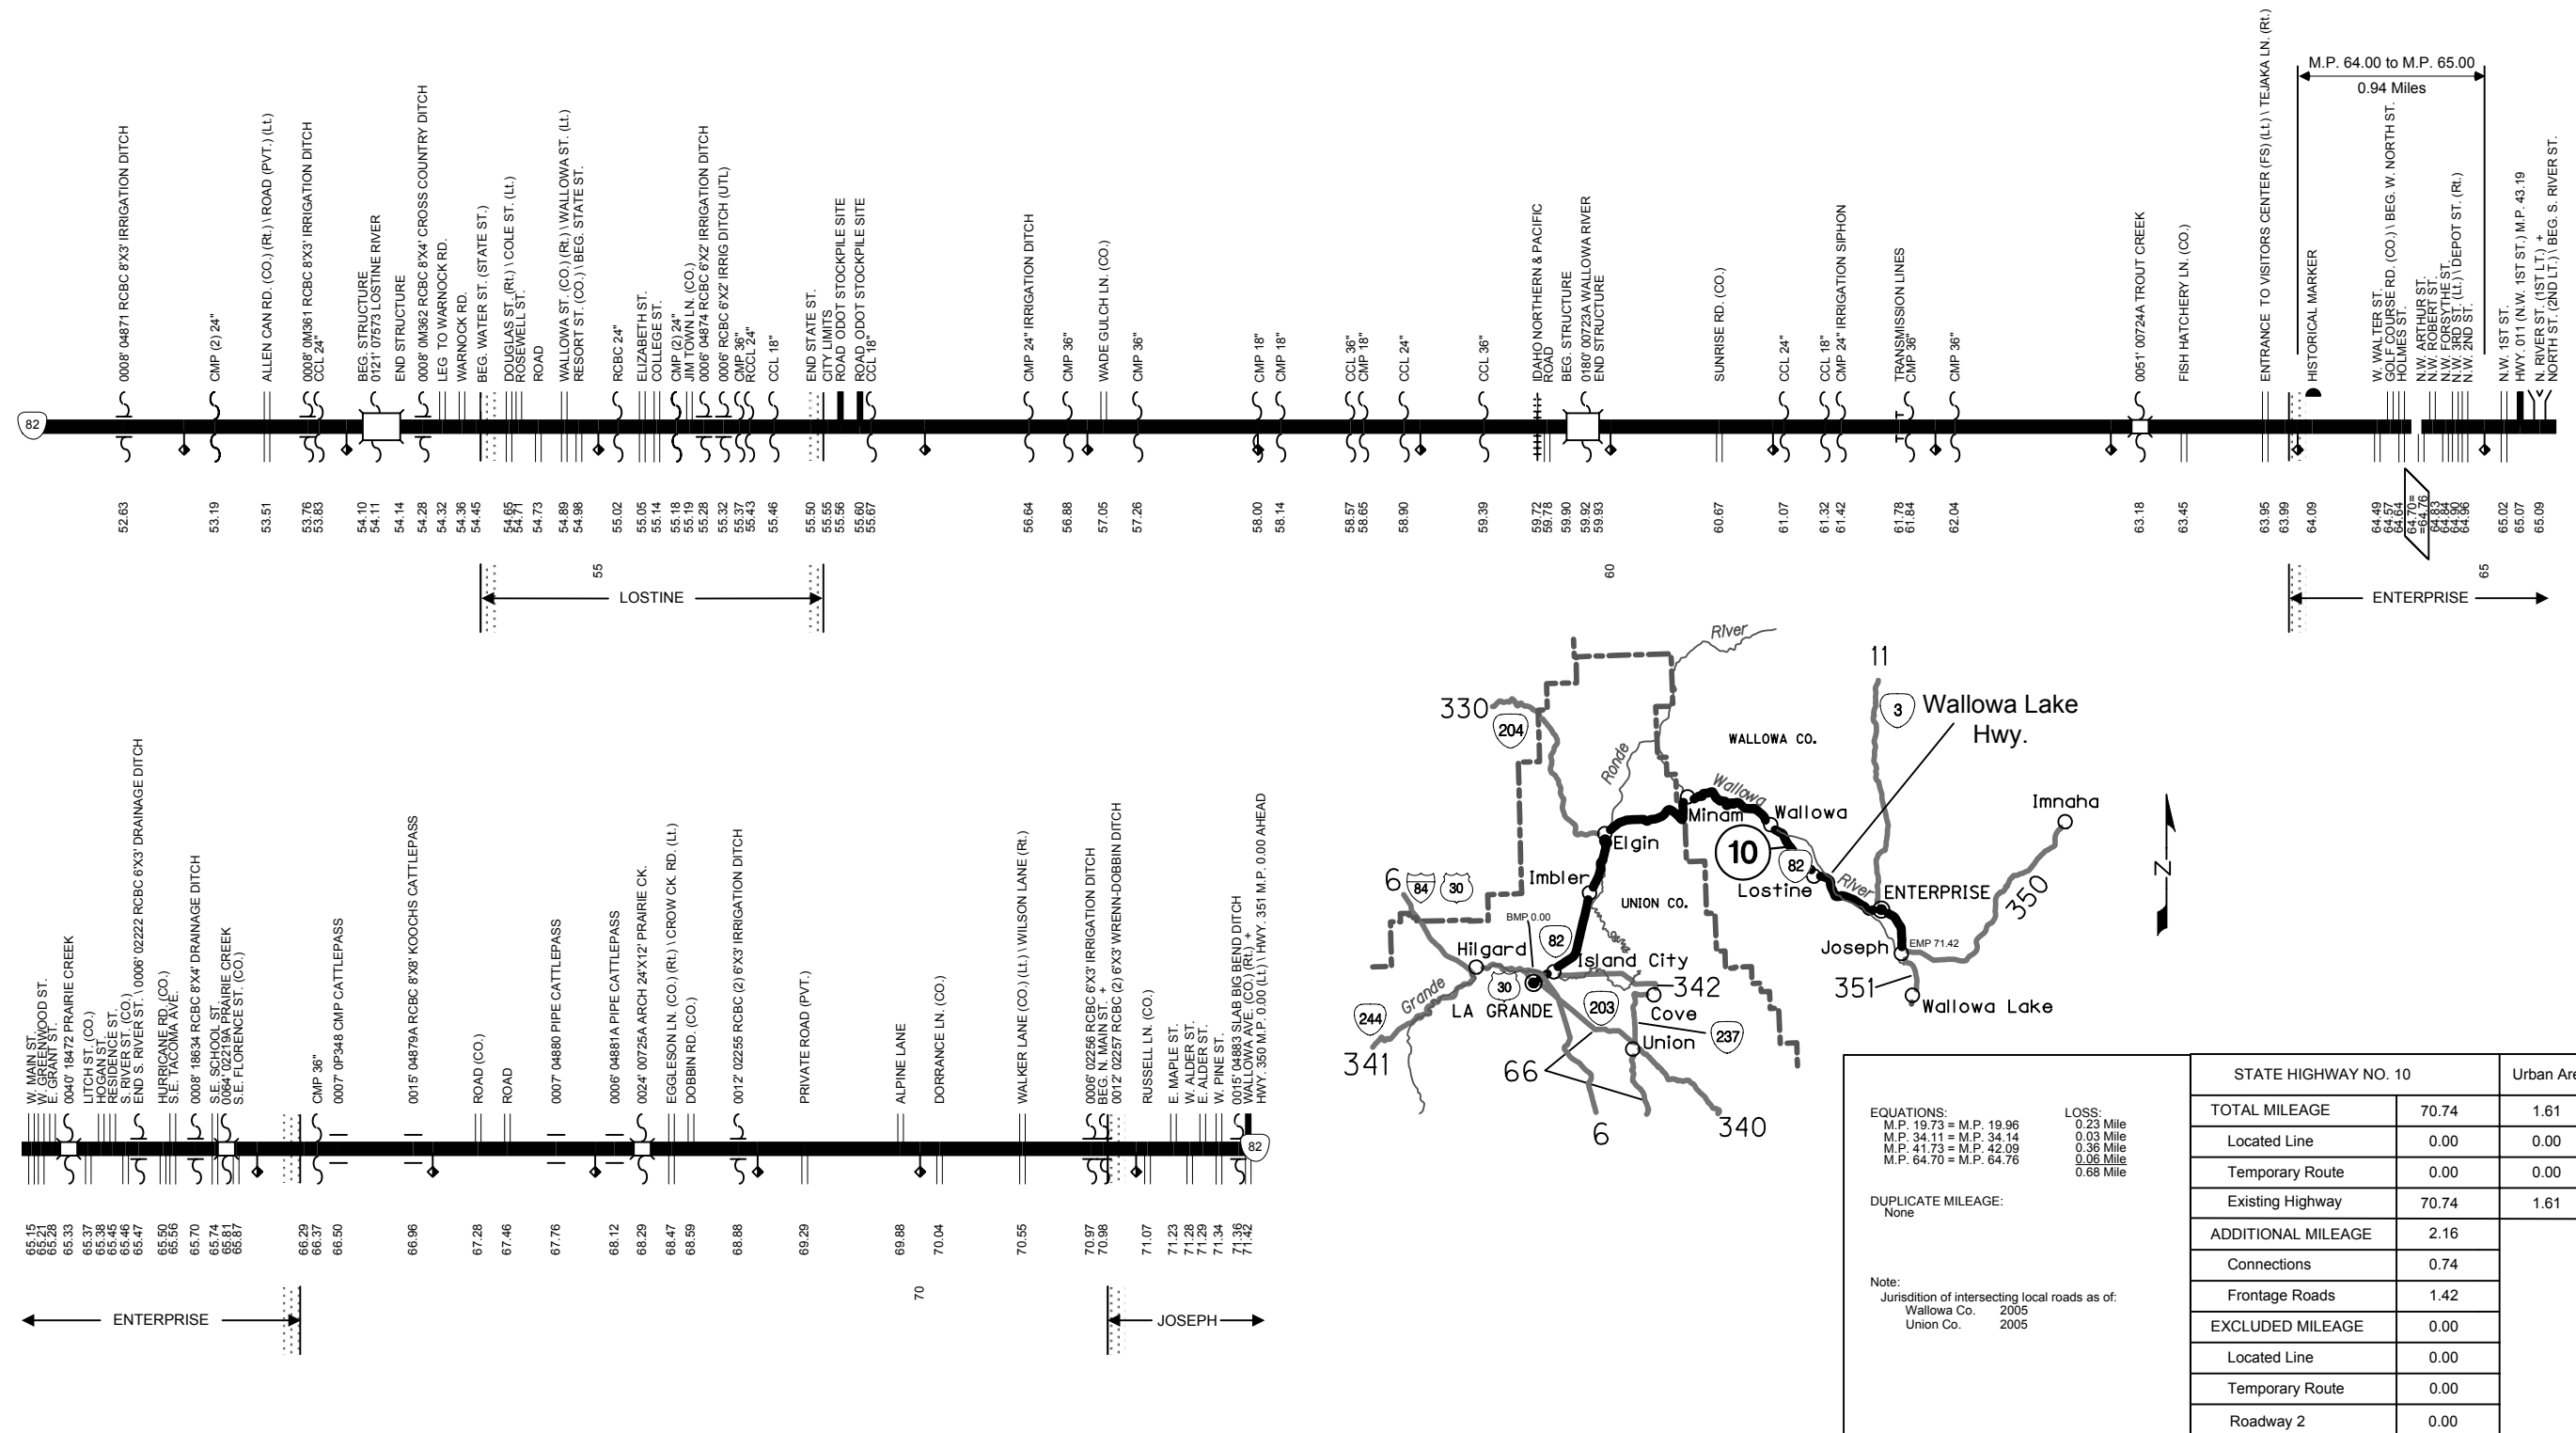 M.P. 64.00 to M.P. 65.00
0.94 Miles
82
0008' 04871 RCBC 8'X3' IRRIGATION DITCH
CMP (2) 24"
ALLEN CAN RD. (CO.) (Rt.) \ ROAD (PVT.) (Lt)
0008' 0M361 RCBC 8'X3' IRRIGATION DITCH
CCL 24"
BEG. STRUCTURE
0121' 07573 LOSTINE RIVER
END STRUCTURE
0008' 0M362 RCBC 8'X4' CROSS COUNTRY DITCH
LEG TO WARNOCK RD.
WARNOCK RD.
BEG. WATER ST. (STATE ST.)
DOUGLAS ST. (Rt.) \ COLE ST. (Lt.)
ROSEWELL ST.
ROAD
WALLOWA ST. (CO.) (Rt.) \ WALLOWA ST. (Lt.)
RESORT ST. (CO.) \ BEG. STATE ST.
RCBC 24"
ELIZABETH ST.
COLLEGE ST.
CMP (2) 24"
JIM TOWN LN. (CO.)
0006' 04874 RCBC 6'X2' IRRIGATION DITCH
0006' RCBC 6'X2' IRRIG DITCH (UTL)
CMP 36"
RCCL 24"
CCL 18"
END STATE ST.
CITY LIMITS
ROAD ODOT STOCKPILE SITE
ROAD ODOT STOCKPILE SITE
CCL 18"
CMP 24" IRRIGATION DITCH
CMP 36"
WADE GULCH LN. (CO.)
CMP 36"
CMP 18"
CMP 18"
CCL 36"
CMP 18"
CCL 24"
CCL 36"
IDAHO NORTHERN & PACIFIC
ROAD
BEG. STRUCTURE
0180' 00723A WALLOWA RIVER
END STRUCTURE
SUNRISE RD. (CO.)
CCL 24"
CCL 18"
CMP 24" IRRIGATION SIPHON
TRANSMISSION LINES
CMP 36"
CMP 36"
0051' 00724A TROUT CREEK
FISH HATCHERY LN. (CO.)
ENTRANCE TO VISITORS CENTER (FS) (Lt.) \ TEJAKA LN. (Rt.)
HISTORICAL MARKER
W. WALTER ST.
GOLF COURSE RD. (CO.) \ BEG. W. NORTH ST.
HOLMES ST.
N.W. ARTHUR ST.
N.W. ROBERT ST.
N.W. FORSYTHE ST.
N.W. 3RD ST. (Lt.) \ DEPOT ST. (Rt.)
N.W. 2ND ST.
N.W. 1ST ST.
HWY. 011 (N.W. 1ST ST.) M.P. 43.19
N. RIVER ST. (1ST LT.) +
NORTH ST. (2ND LT.) \ BEG. S. RIVER ST.
52.63
53.19
53.51
53.76
53.83
54.10
54.11
54.14
54.28
54.32
54.36
54.45
54.65
54.71
54.73
54.89
54.98
55.02
55.05
55.14
55.18
55.19
55.28
55.32
55.37
55.43
55.46
55.50
55.55
55.56
55.60
55.67
56.64
56.88
57.05
57.26
58.00
58.14
58.57
58.65
58.90
59.39
59.72
59.78
59.90
59.92
59.93
60.67
61.07
61.32
61.42
61.78
61.84
62.04
63.18
63.45
63.95
63.99
64.09
64.49
64.57
64.64
64.70=
=64.76
64.83
64.84
64.90
64.96
65.02
65.07
65.09
55
60
65
LOSTINE
ENTERPRISE
W. MAIN ST.
W. GREENWOOD ST.
E. GRANT ST.
0040' 18472 PRAIRIE CREEK
LITCH ST. (CO.)
HOGAN ST.
RESIDENCE ST.
S. RIVER ST. (CO.)
END S. RIVER ST. \ 0006' 02222 RCBC 6'X3' DRAINAGE DITCH
HURRICANE RD. (CO.)
S.E. TACOMA AVE.
0008' 18634 RCBC 8'X4' DRAINAGE DITCH
S.E. SCHOOL ST.
0064' 02219A PRAIRIE CREEK
S.E. FLORENCE ST. (CO.)
CMP 36"
0007' 0P348 CMP CATTLEPASS
0015' 04879A RCBC 8'X8' KOOCHS CATTLEPASS
ROAD (CO.)
ROAD
0007' 04880 PIPE CATTLEPASS
0006' 04881A PIPE CATTLEPASS
0024' 00725A ARCH 24'X12' PRAIRIE CK.
EGGLESON LN. (CO.) (Rt.) \ CROW CK. RD. (Lt.)
DOBBIN RD. (CO.)
0012' 02255 RCBC (2) 6'X3' IRRIGATION DITCH
PRIVATE ROAD (PVT.)
ALPINE LANE
DORRANCE LN. (CO.)
WALKER LANE (CO.) (Lt.) \ WILSON LANE (Rt.)
0006' 02256 RCBC 6'X3' IRRIGATION DITCH
BEG. N. MAIN ST. +
0012' 02257 RCBC (2) 6'X3' WRENN-DOBBIN DITCH
RUSSELL LN. (CO.)
E. MAPLE ST.
W. ALDER ST.
E. ALDER ST.
W. PINE ST.
0015' 04883 SLAB BIG BEND DITCH
WALLOWA AVE. (CO.) (Rt.) +
HWY. 350 M.P. 0.00 (Lt.) \ HWY. 351 M.P. 0.00 AHEAD
82
65.15
65.21
65.28
65.33
65.37
65.38
65.45
65.46
65.47
65.50
65.56
65.70
65.74
65.81
65.87
66.29
66.37
66.50
66.96
67.28
67.46
67.76
68.12
68.29
68.47
68.59
68.88
69.29
69.88
70.04
70.55
70.97
70.98
71.07
71.23
71.28
71.29
71.34
71.36
71.42
70
ENTERPRISE
JOSEPH
River
11
330
204
3
Wallowa Lake
Hwy.
WALLOWA CO.
Ronde
Wallowa
Minam
Wallowa
Imnaha
Elgin
10
82
Lostine
River
ENTERPRISE
350
N
6
84
30
Imbler
UNION CO.
BMP 0.00
Hilgard
82
Island City
Joseph
EMP 71.42
30
LA GRANDE
203
342
Cove
351
Wallowa Lake
Grande
244
341
237
Union
66
6
340
EQUATIONS: LOSS:
M.P. 19.73 = M.P. 19.96 0.23 Mile
M.P. 34.11 = M.P. 34.14 0.03 Mile
M.P. 41.73 = M.P. 42.09 0.36 Mile
M.P. 64.70 = M.P. 64.76 0.06 Mile
0.68 Mile
DUPLICATE MILEAGE:
None
Note:
Jurisdition of intersecting local roads as of:
Wallowa Co. 2005
Union Co. 2005
STATE HIGHWAY NO. 10 Urban Are
TOTAL MILEAGE 70.74 1.61
Located Line 0.00 0.00
Temporary Route 0.00 0.00
Existing Highway 70.74 1.61
ADDITIONAL MILEAGE 2.16
Connections 0.74
Frontage Roads 1.42
EXCLUDED MILEAGE 0.00
Located Line 0.00
Temporary Route 0.00
Roadway 2 0.00